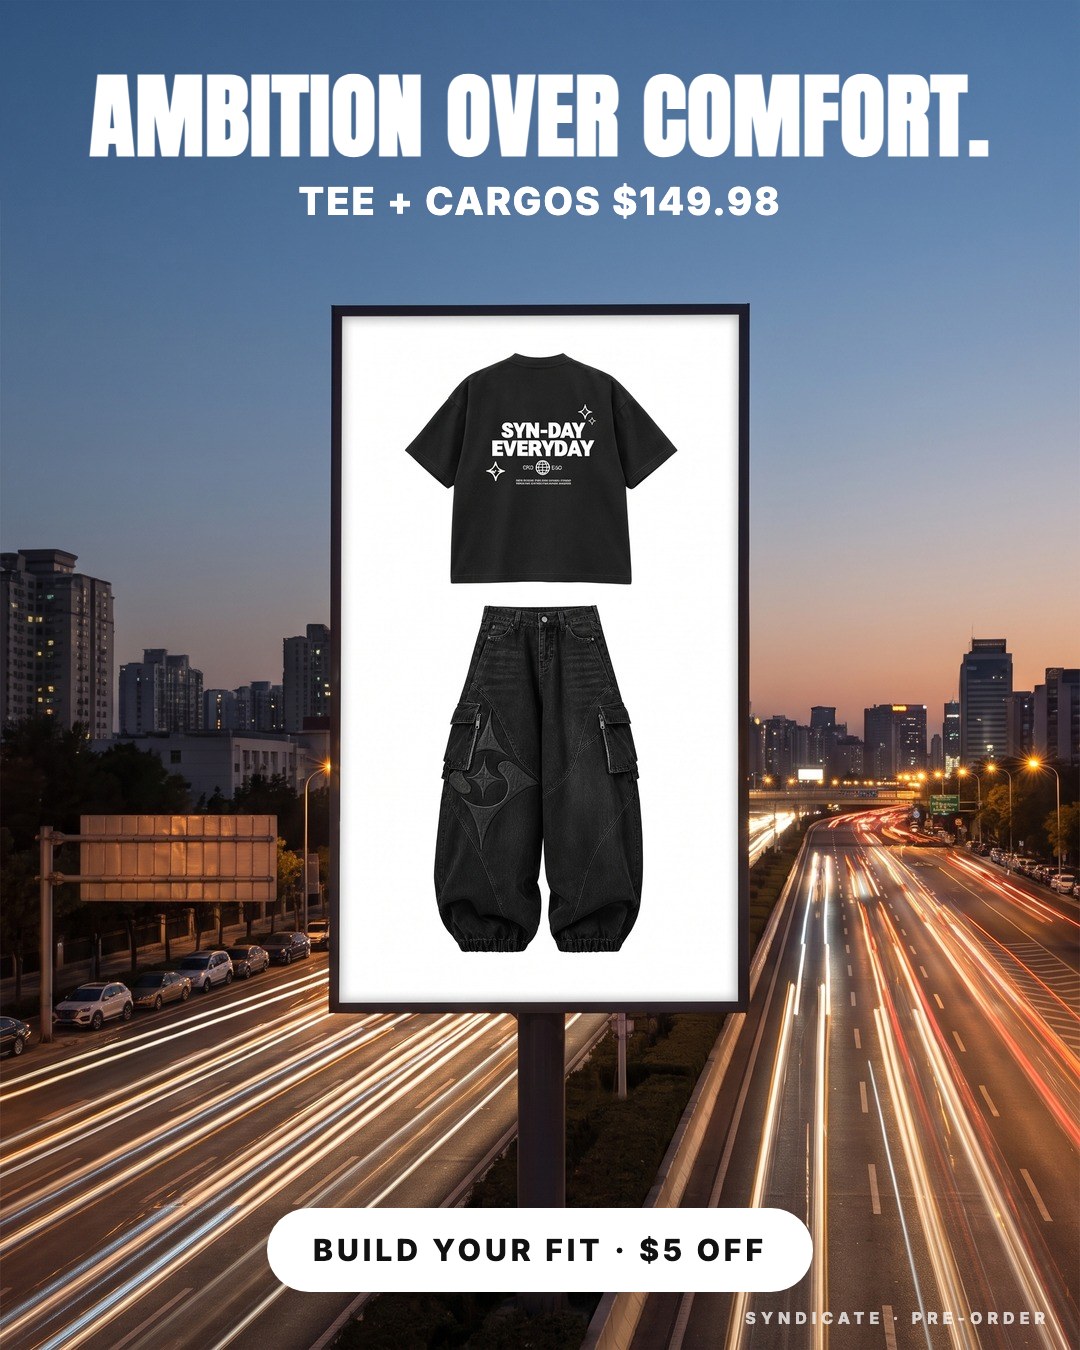 AMBITION OVER COMFORT.
TEE + CARGOS $149.98
SYN-DAY
EVERYDAY
BUILD YOUR FIT · $5 OFF
SYNDICATE · PRE-ORDER